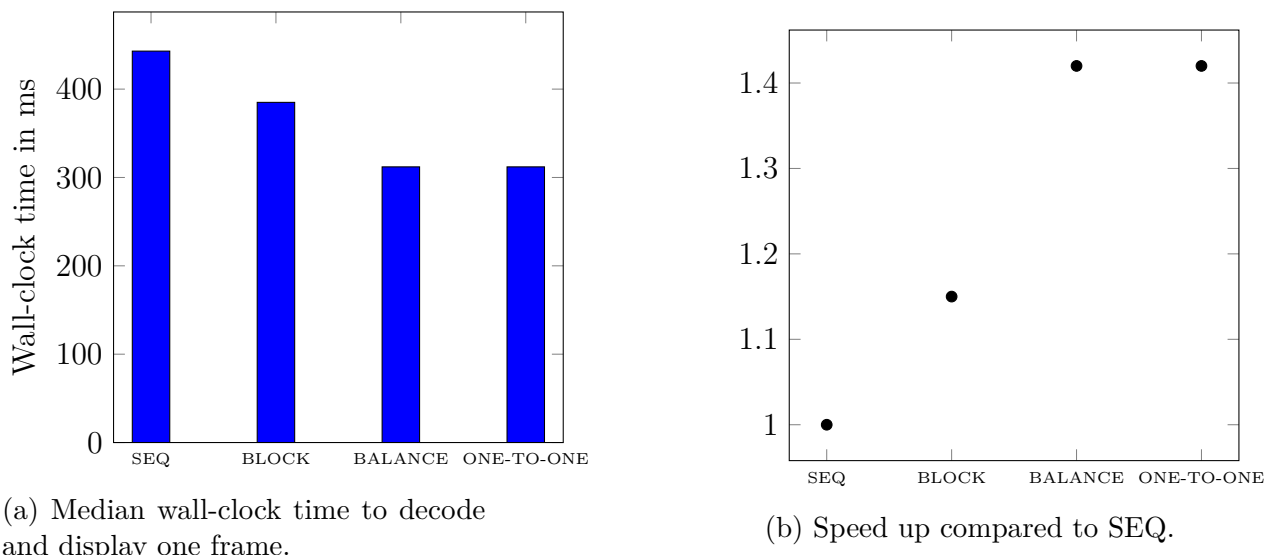 Wall-clock time in ms
400
300
200
100
0
SEQ BLOCK BALANCE ONE-TO-ONE
(a) Median wall-clock time to decode
and display one frame.
1.4
1.3
1.2
1.1
1
SEQ BLOCK BALANCE ONE-TO-ONE
(b) Speed up compared to SEQ.